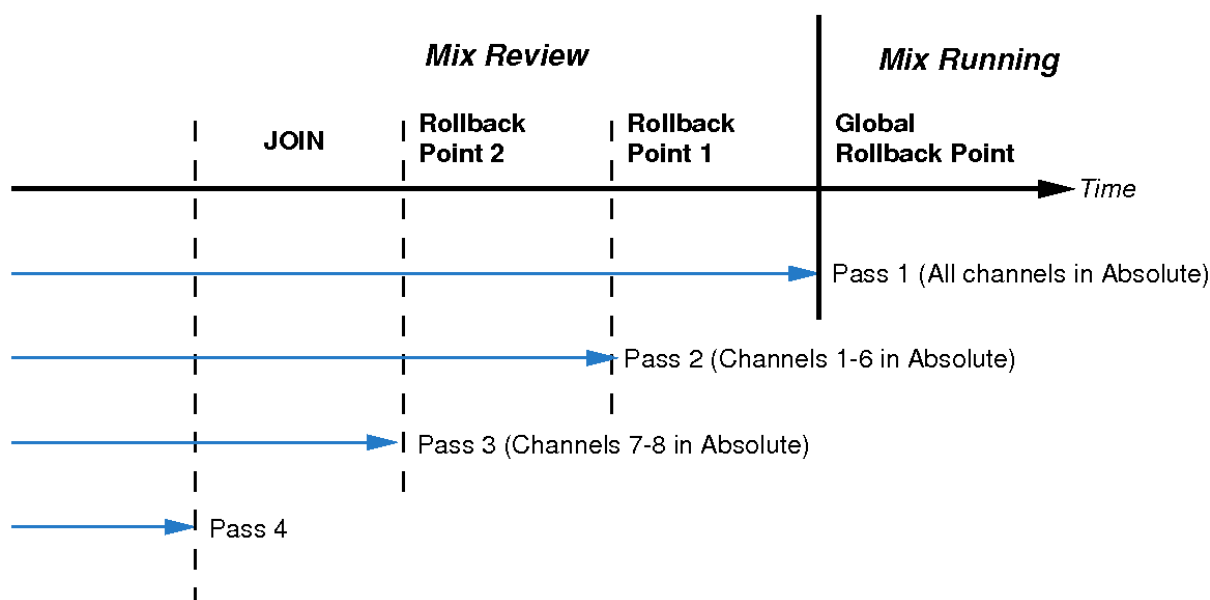 Mix Review
Mix Running
JOIN
Rollback
Point 2
Rollback
Point 1
Global
Rollback Point
Time
Pass 1 (All channels in Absolute)
Pass 2 (Channels 1-6 in Absolute)
Pass 3 (Channels 7-8 in Absolute)
Pass 4